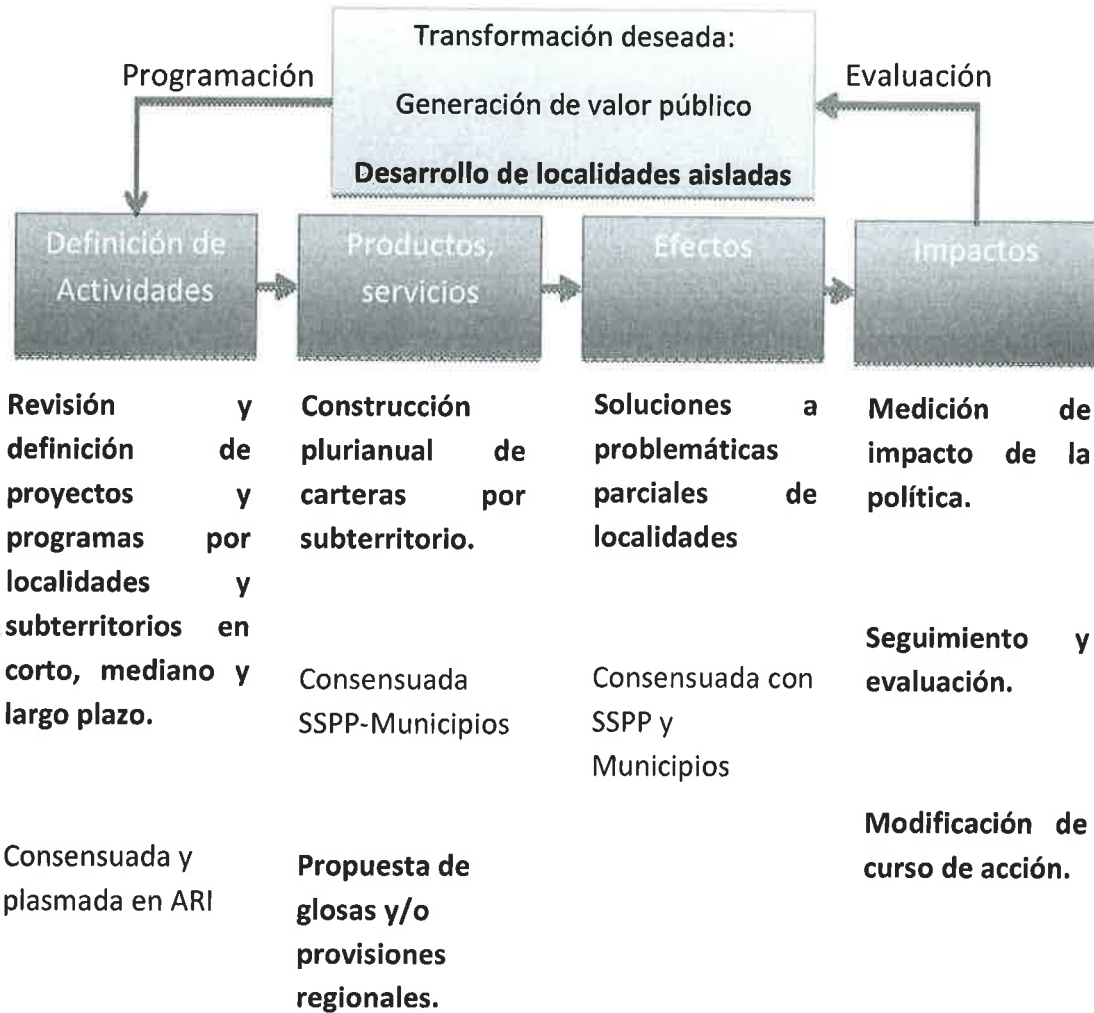 Transformación deseada:
Programación
Evaluación
Generación de valor público
Desarrollo de localidades aisladas
Definición de
Actividades
Productos,
servicios
Efectos
Impactos
Revisión y
definición de
proyectos y
programas por
localidades y
subterritorios en
corto, mediano y
largo plazo.
Consensuada y
plasmada en ARI
Construcción
plurianual de
carteras por
subterritorio.
Consensuada
SSPP-Municipios
Propuesta de
glosas y/o
provisiones
regionales.
Soluciones a
problemáticas
parciales de
localidades
Consensuada con
SSPP y
Municipios
Medición de
impacto de la
política.
Seguimiento y
evaluación.
Modificación de
curso de acción.